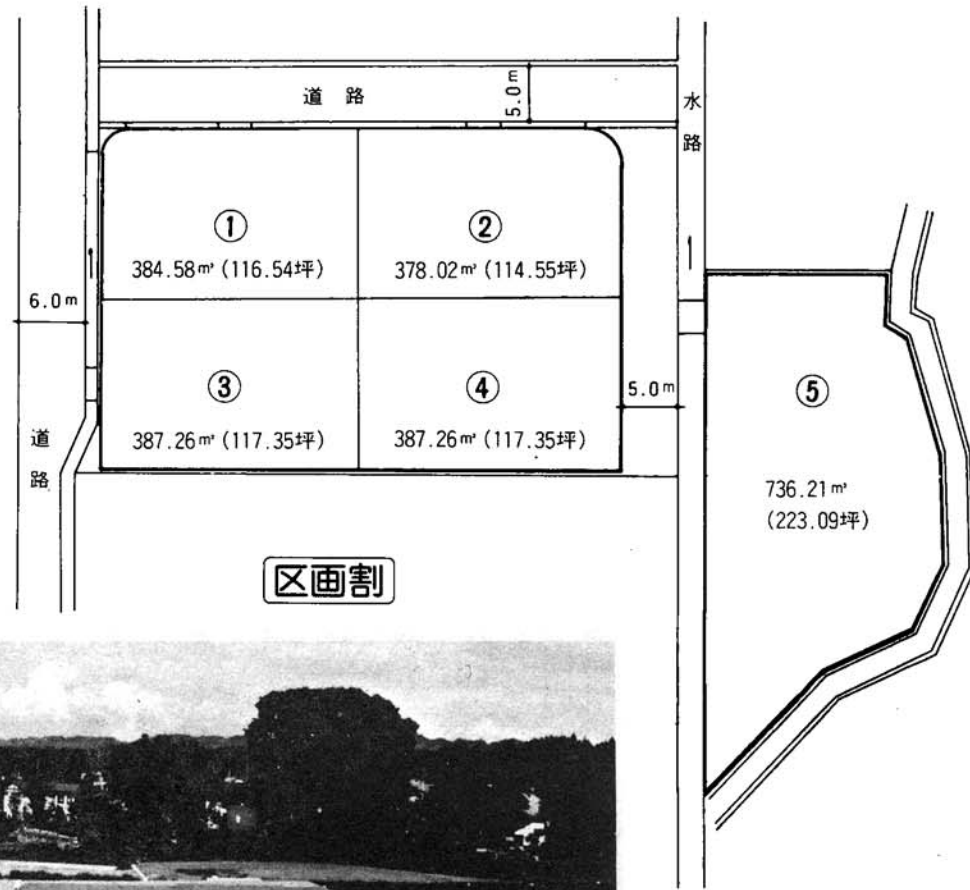 道路
5.0m
水路
①
384.58㎡(116.54坪)
②
378.02㎡(114.55坪)
6.0m
③
387.26㎡(117.35坪)
④
387.26㎡(117.35坪)
5.0m
⑤
736.21㎡
(223.09坪)
道路
区画割